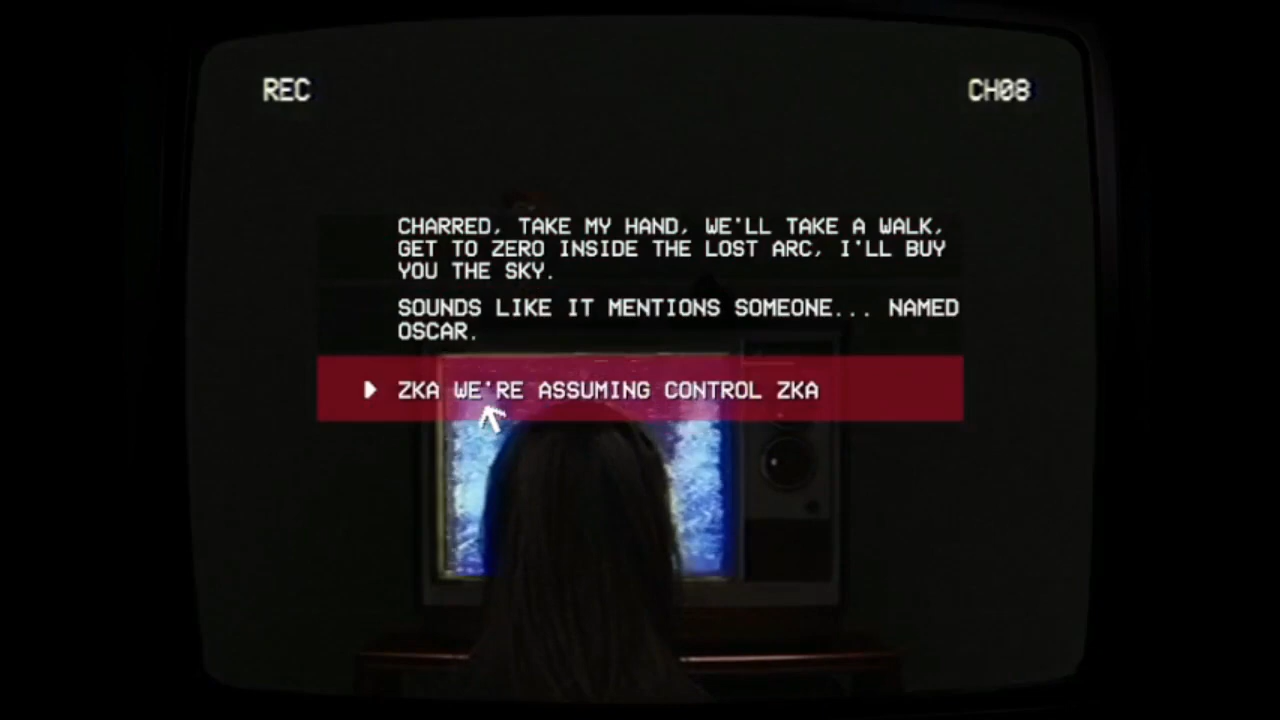 REC
CH08
CHARRED, TAKE MY HAND, WE'LL TAKE A WALK,
GET TO ZERO INSIDE THE LOST ARC, I'LL BUY
YOU THE SKY.
SOUNDS LIKE IT MENTIONS SOMEONE... NAMED
OSCAR.
ZKA WE'RE ASSUMING CONTROL ZKA